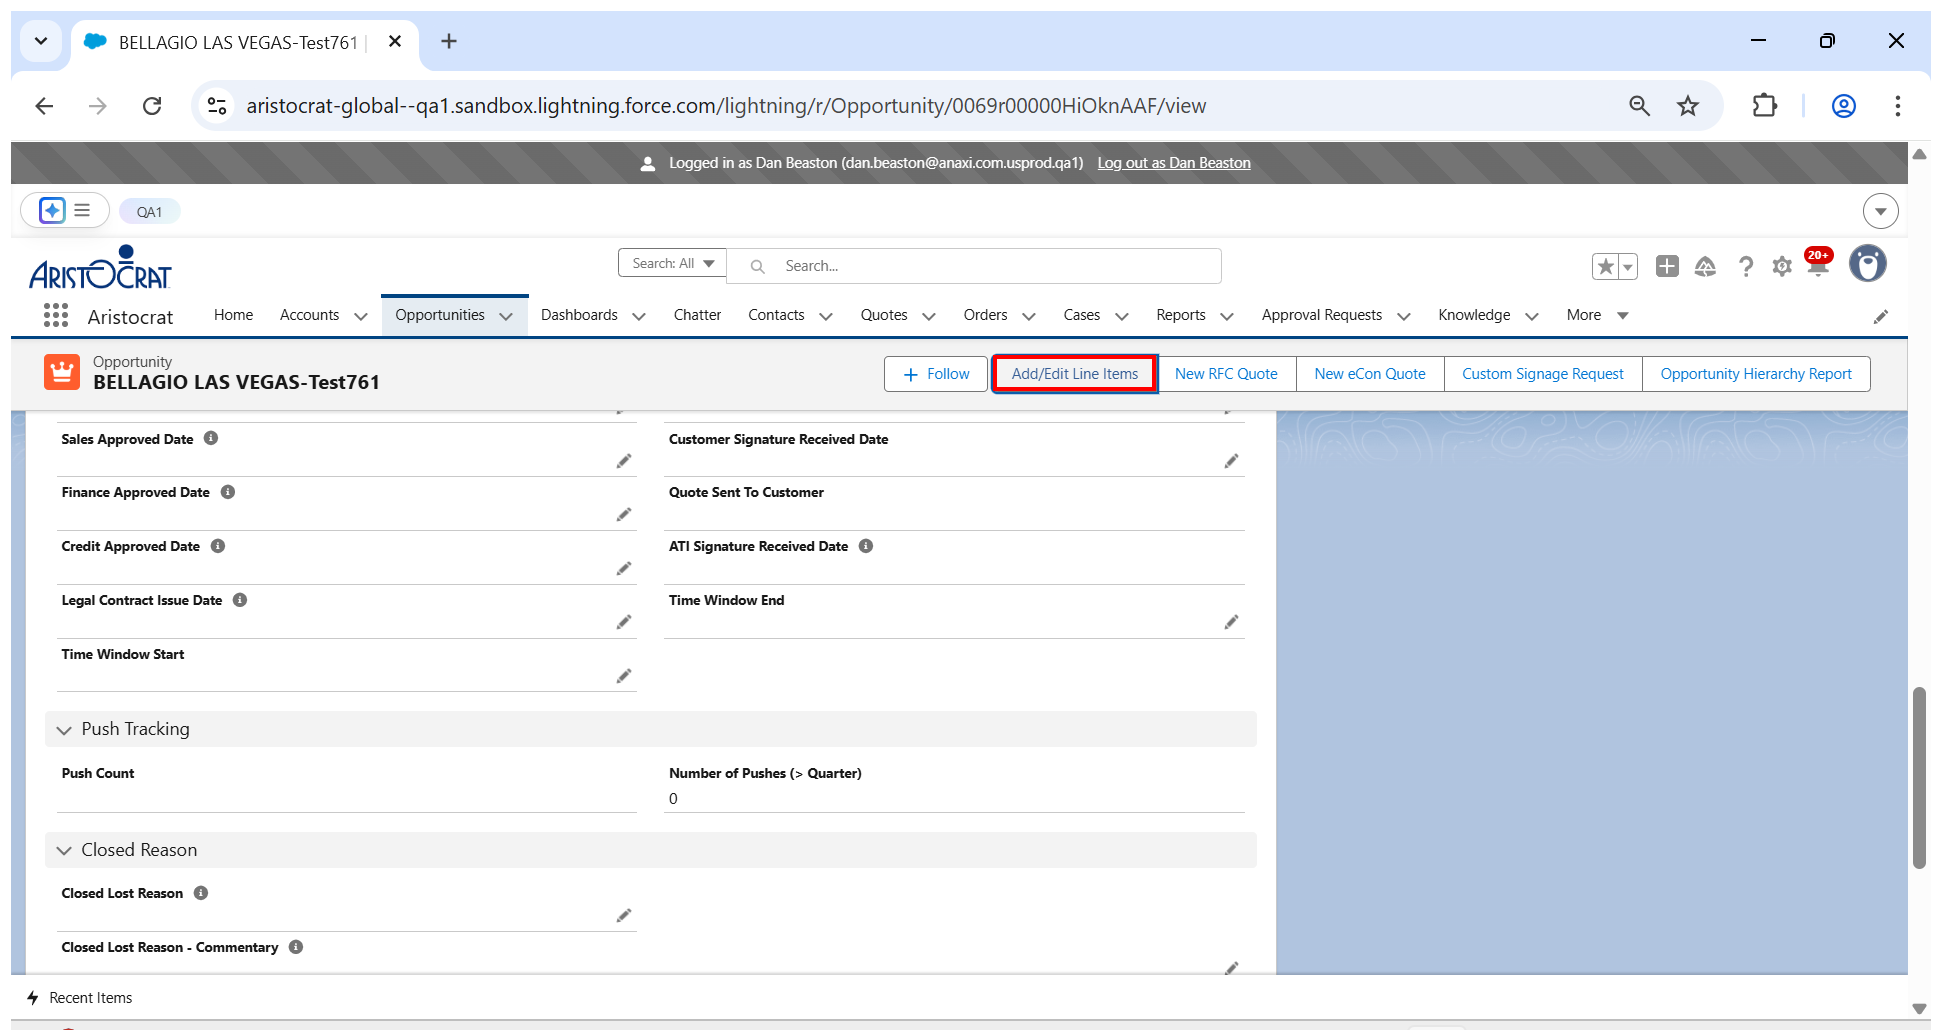 BELLAGIO LAS VEGAS-Test761
aristocrat-global--qa1.sandbox.lightning.force.com/lightning/r/Opportunity/0069r00000HiOknAAF/view
Logged in as Dan Beaston (dan.beaston@anaxi.com.usprod.qa1) Log out as Dan Beaston
QA1
ARISTOCRAT
Search: All Search...
20+
Aristocrat Home Accounts Opportunities Dashboards Chatter Contacts Quotes Orders Cases Reports Approval Requests Knowledge More
Opportunity
BELLAGIO LAS VEGAS-Test761
Follow Add/Edit Line Items New RFC Quote New eCon Quote Custom Signage Request Opportunity Hierarchy Report
Sales Approved Date Customer Signature Received Date
Finance Approved Date Quote Sent To Customer
Credit Approved Date ATI Signature Received Date
Legal Contract Issue Date Time Window End
Time Window Start
Push Tracking
Push Count Number of Pushes (> Quarter)
0
Closed Reason
Closed Lost Reason
Closed Lost Reason - Commentary
Recent Items